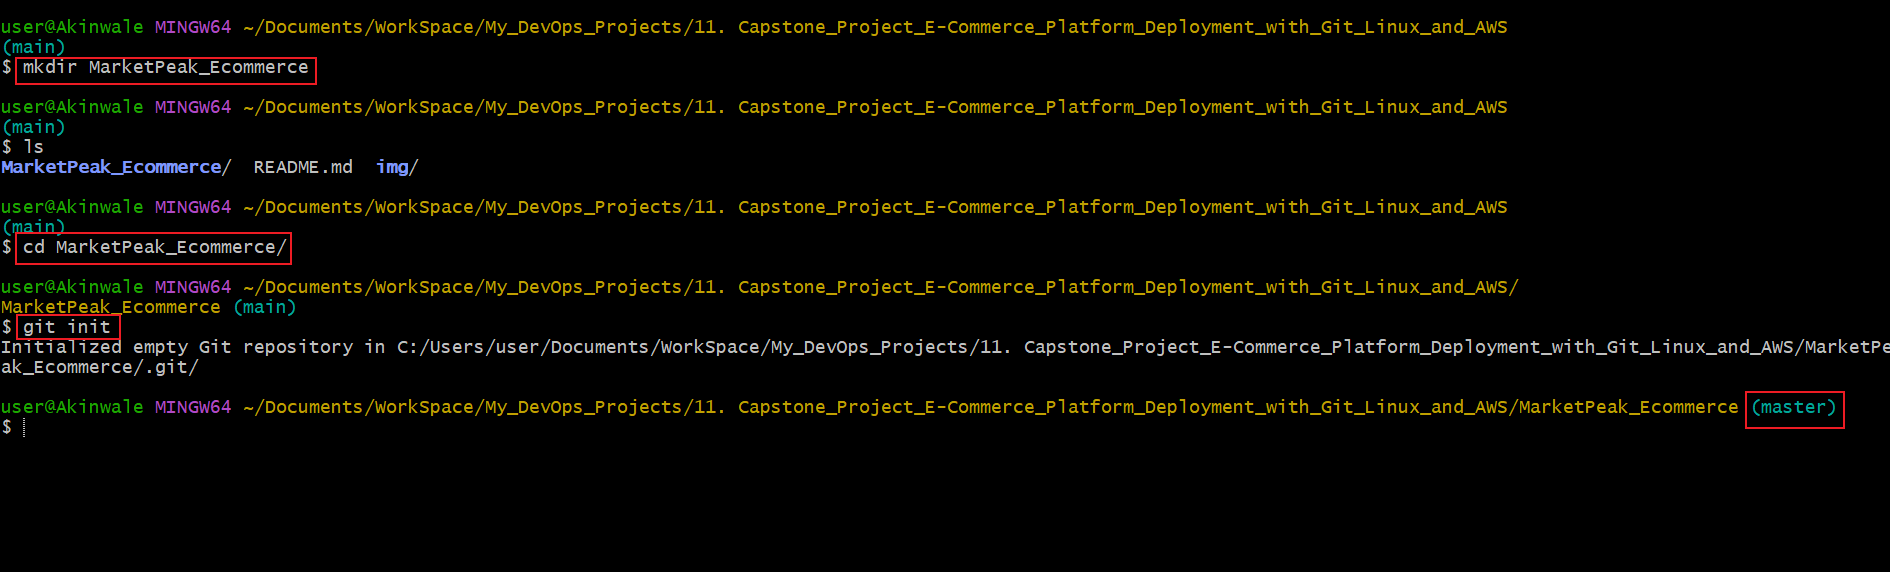 user@Akinwale MINGW64 ~/Documents/WorkSpace/My_DevOps_Projects/11. Capstone_Project_E-Commerce_Platform_Deployment_with_Git_Linux_and_AWS
(main)
$ mkdir MarketPeak_Ecommerce
user@Akinwale MINGW64 ~/Documents/WorkSpace/My_DevOps_Projects/11. Capstone_Project_E-Commerce_Platform_Deployment_with_Git_Linux_and_AWS
(main)
$ ls
MarketPeak_Ecommerce/  README.md  img/
user@Akinwale MINGW64 ~/Documents/WorkSpace/My_DevOps_Projects/11. Capstone_Project_E-Commerce_Platform_Deployment_with_Git_Linux_and_AWS
(main)
$ cd MarketPeak_Ecommerce/
user@Akinwale MINGW64 ~/Documents/WorkSpace/My_DevOps_Projects/11. Capstone_Project_E-Commerce_Platform_Deployment_with_Git_Linux_and_AWS/
MarketPeak_Ecommerce (main)
$ git init
Initialized empty Git repository in C:/Users/user/Documents/WorkSpace/My_DevOps_Projects/11. Capstone_Project_E-Commerce_Platform_Deployment_with_Git_Linux_and_AWS/MarketPe
ak_Ecommerce/.git/
user@Akinwale MINGW64 ~/Documents/WorkSpace/My_DevOps_Projects/11. Capstone_Project_E-Commerce_Platform_Deployment_with_Git_Linux_and_AWS/MarketPeak_Ecommerce (master)
$